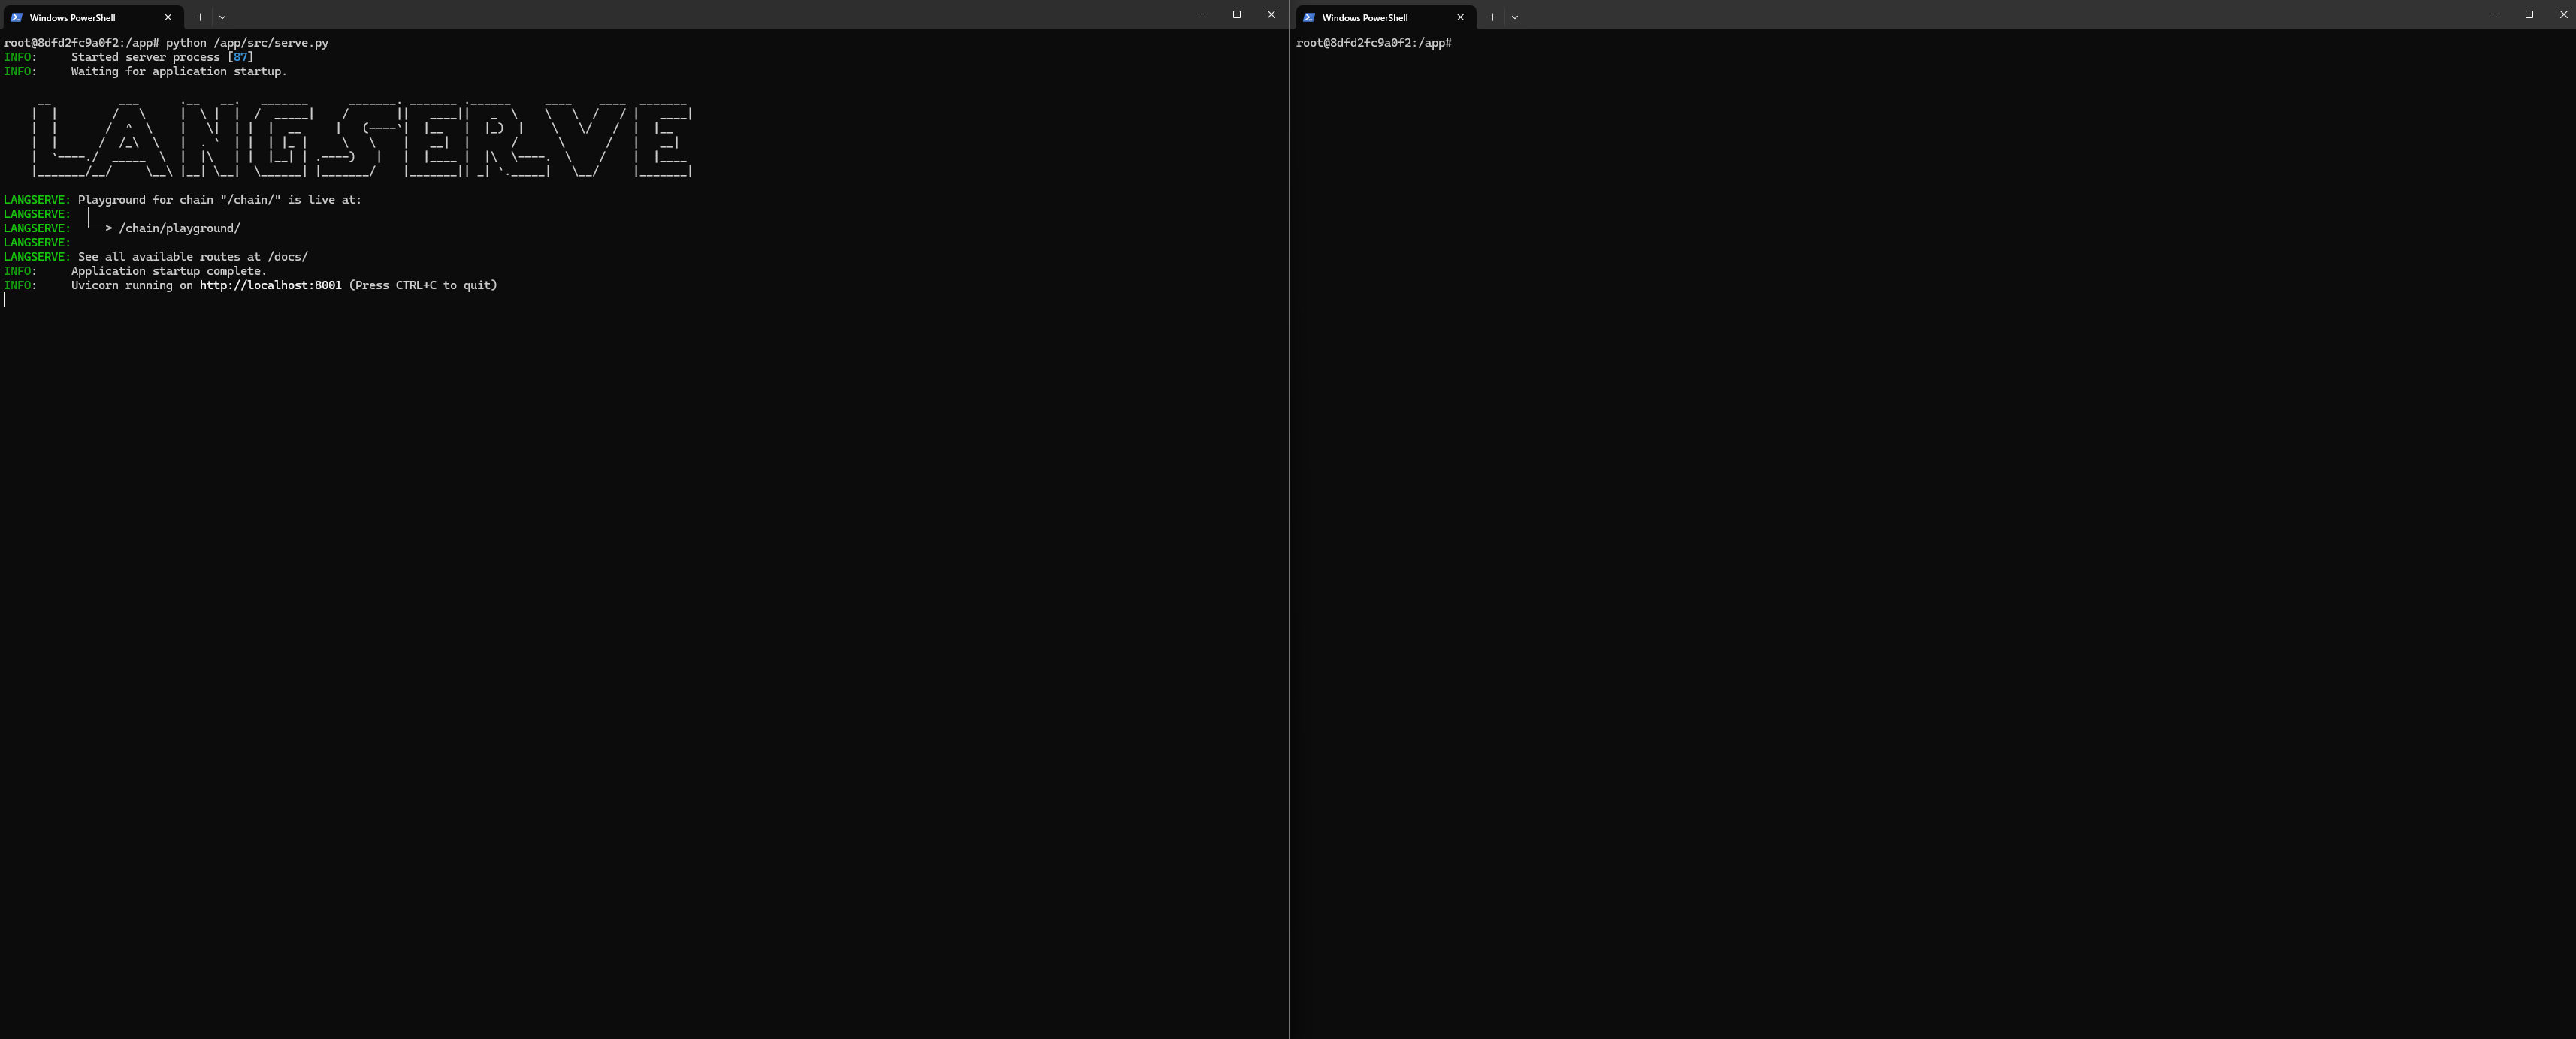 Windows PowerShell
root@8dfd2fc9a0f2:/app# python /app/src/serve.py
INFO:     Started server process [87]
INFO:     Waiting for application startup.
LANGSERVE
LANGSERVE: Playground for chain "/chain/" is live at:
LANGSERVE:  │
LANGSERVE:  └──> /chain/playground/
LANGSERVE:
LANGSERVE: See all available routes at /docs/
INFO:     Application startup complete.
INFO:     Uvicorn running on http://localhost:8001 (Press CTRL+C to quit)
Windows PowerShell
root@8dfd2fc9a0f2:/app#